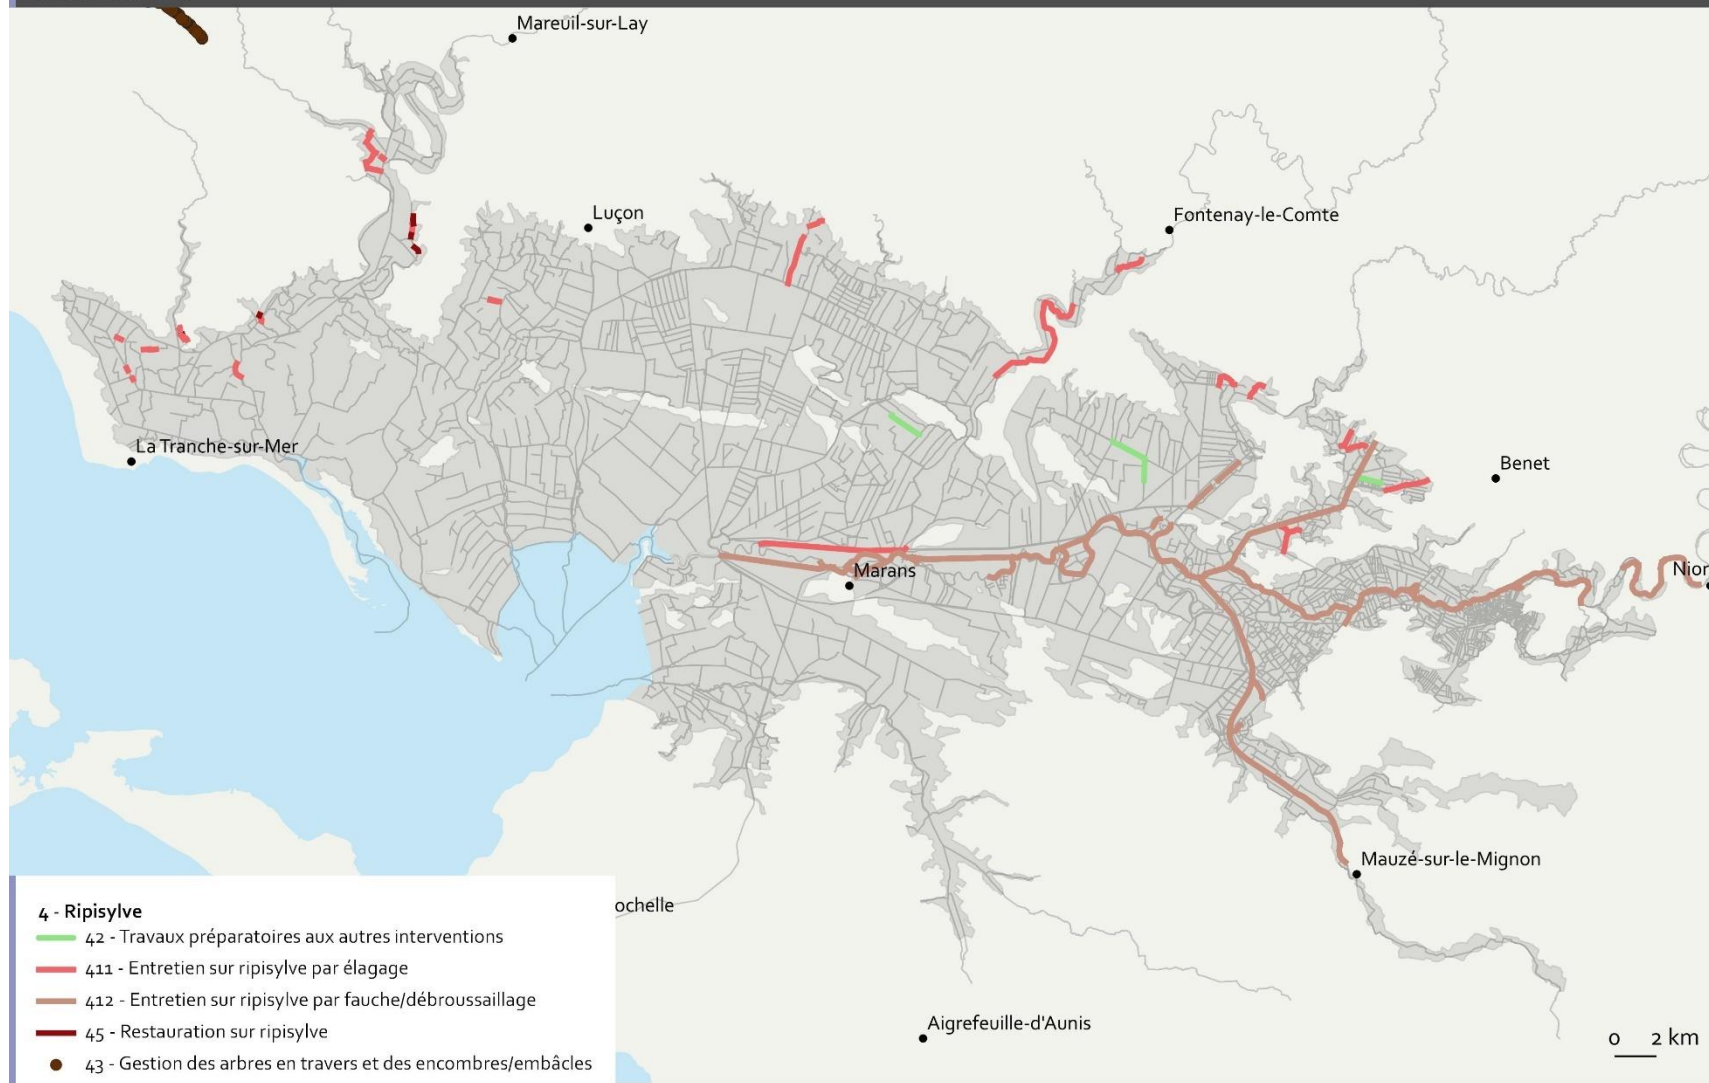 Mareuil-sur-Lay
Luçon
Fontenay-le-Comte
La Tranche-sur-Mer
Benet
Marans
Nior
Mauzé-sur-le-Mignon
ochelle
Aigrefeuille-d'Aunis
0 2 km
4 - Ripisylve
42 - Travaux préparatoires aux autres interventions
411 - Entretien sur ripisylve par élagage
412 - Entretien sur ripisylve par fauche/débroussaillage
45 - Restauration sur ripisylve
43 - Gestion des arbres en travers et des encombres/embâcles